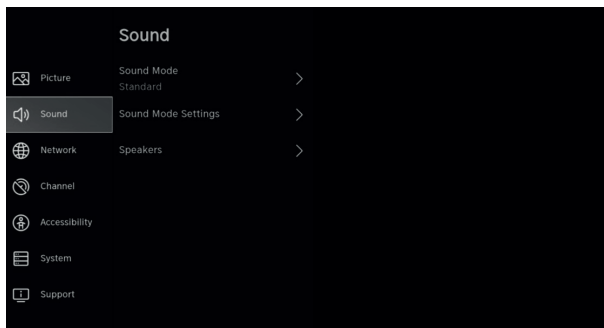 Sound
Picture
Sound
Network
Channel
Accessibility
System
Support
Sound Mode
Standard
Sound Mode Settings
Speakers